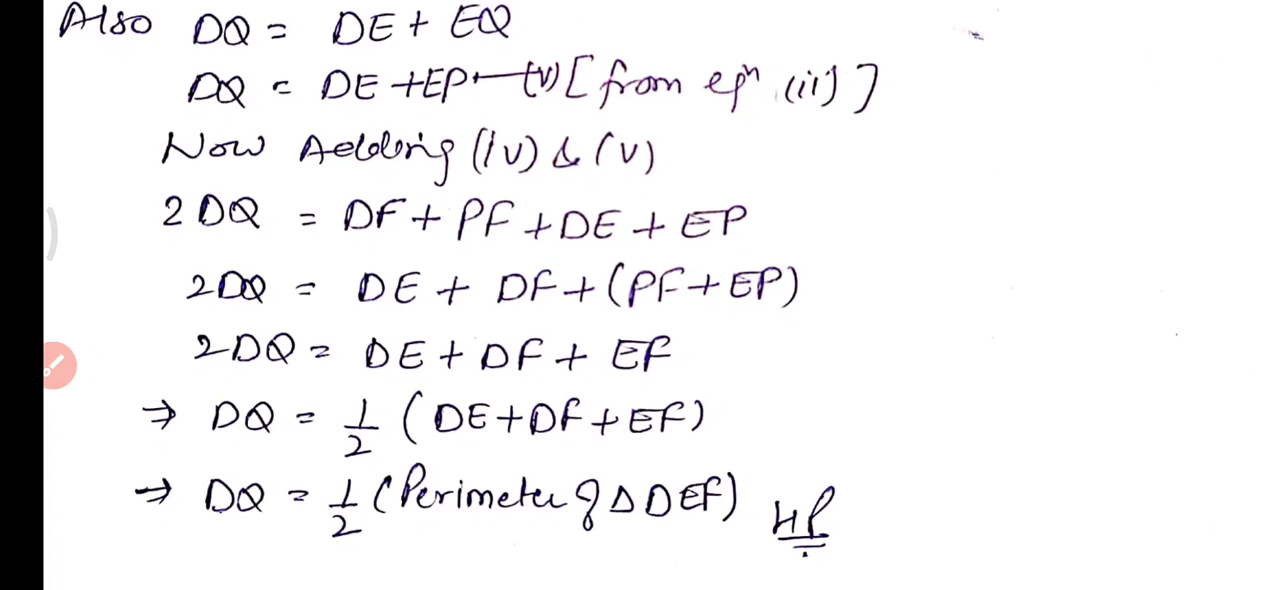 Also DQ = DE + EQ
DQ = DE + EP — (v) [from eqn (ii)]
Now Adding (iv) & (v)
2DQ = DF + PF + DE + EP
2DQ = DE + DF + (PF + EP)
2DQ = DE + DF + EF
⇒ DQ = 1/2 (DE + DF + EF)
⇒ DQ = 1/2 (Perimeter of Δ DEF) HP